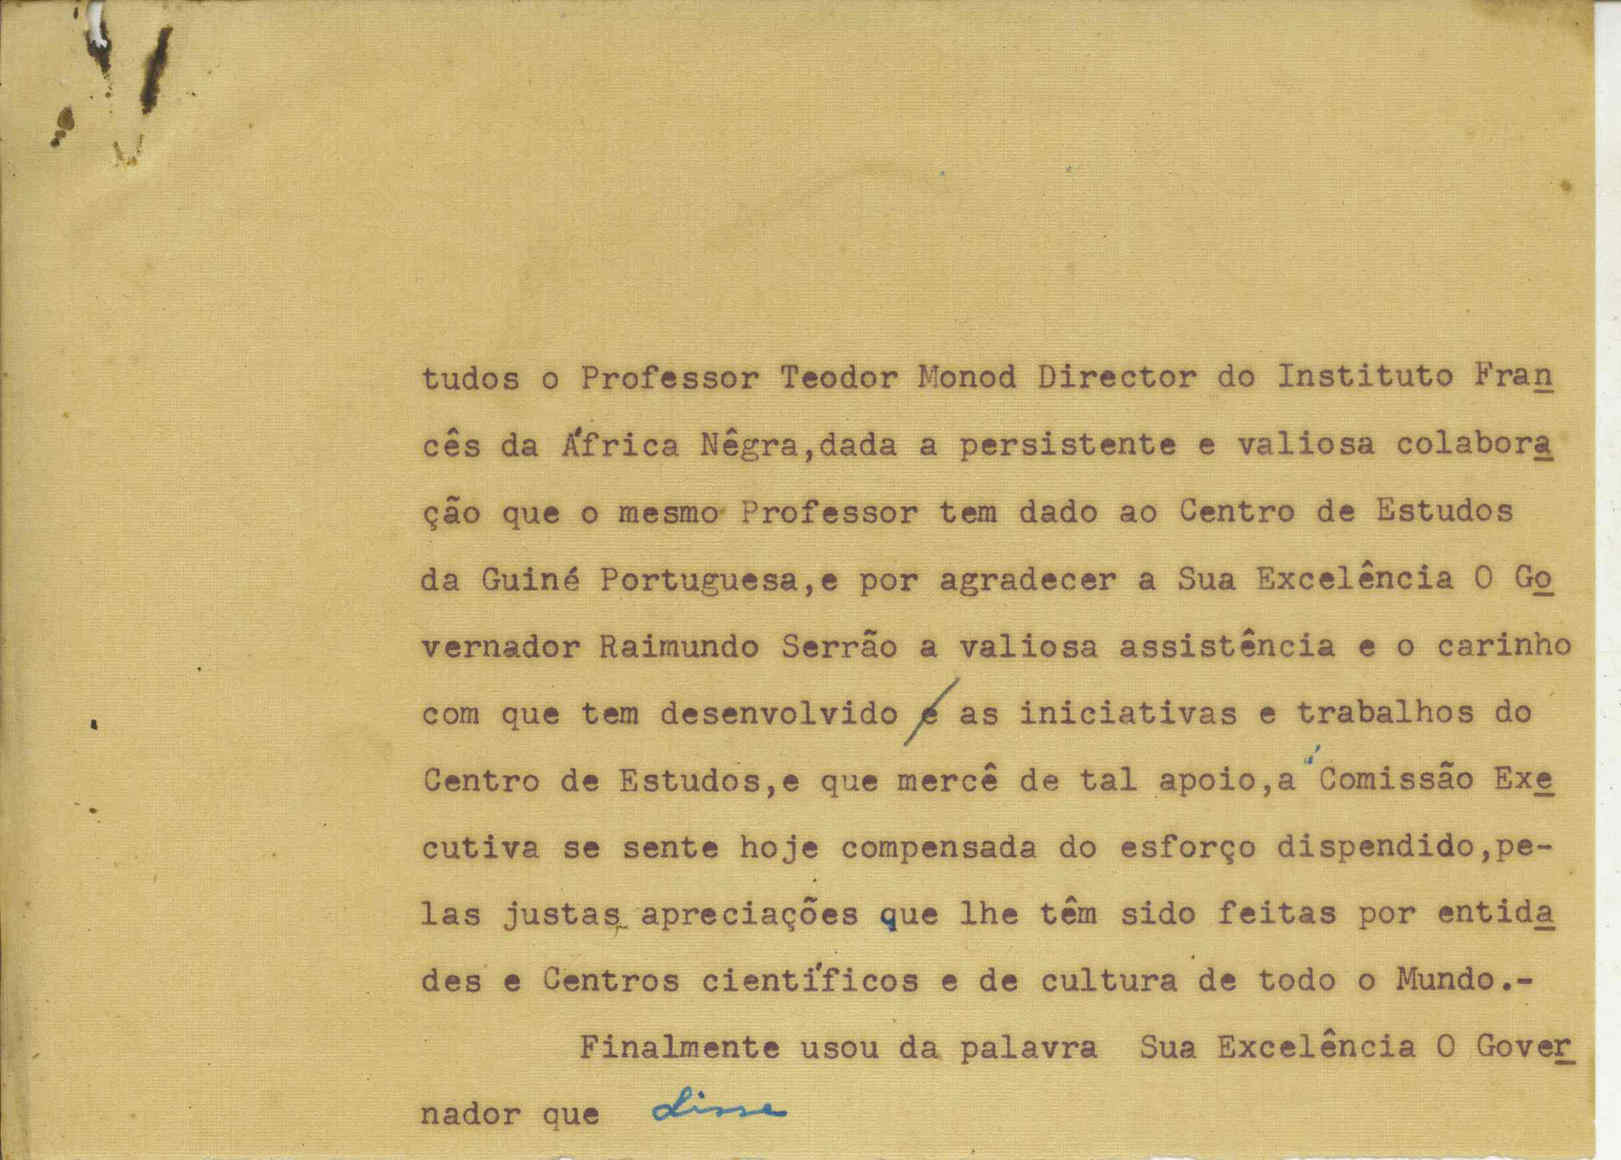 tudos o Professor Teodor Monod Director do Instituto Fran
cês da África Nêgra,dada a persistente e valiosa colabora
ção que o mesmo Professor tem dado ao Centro de Estudos
da Guiné Portuguesa,e por agradecer a Sua Excelência O Go
vernador Raimundo Serrão a valiosa assistência e o carinho
com que tem desenvolvido e as iniciativas e trabalhos do
Centro de Estudos,e que mercê de tal apoio,a Comissão Exe
cutiva se sente hoje compensada do esforço dispendido,pe-
las justas apreciações que lhe têm sido feitas por entida
des e Centros científicos e de cultura de todo o Mundo.-
Finalmente usou da palavra Sua Excelência O Gover
nador que disse